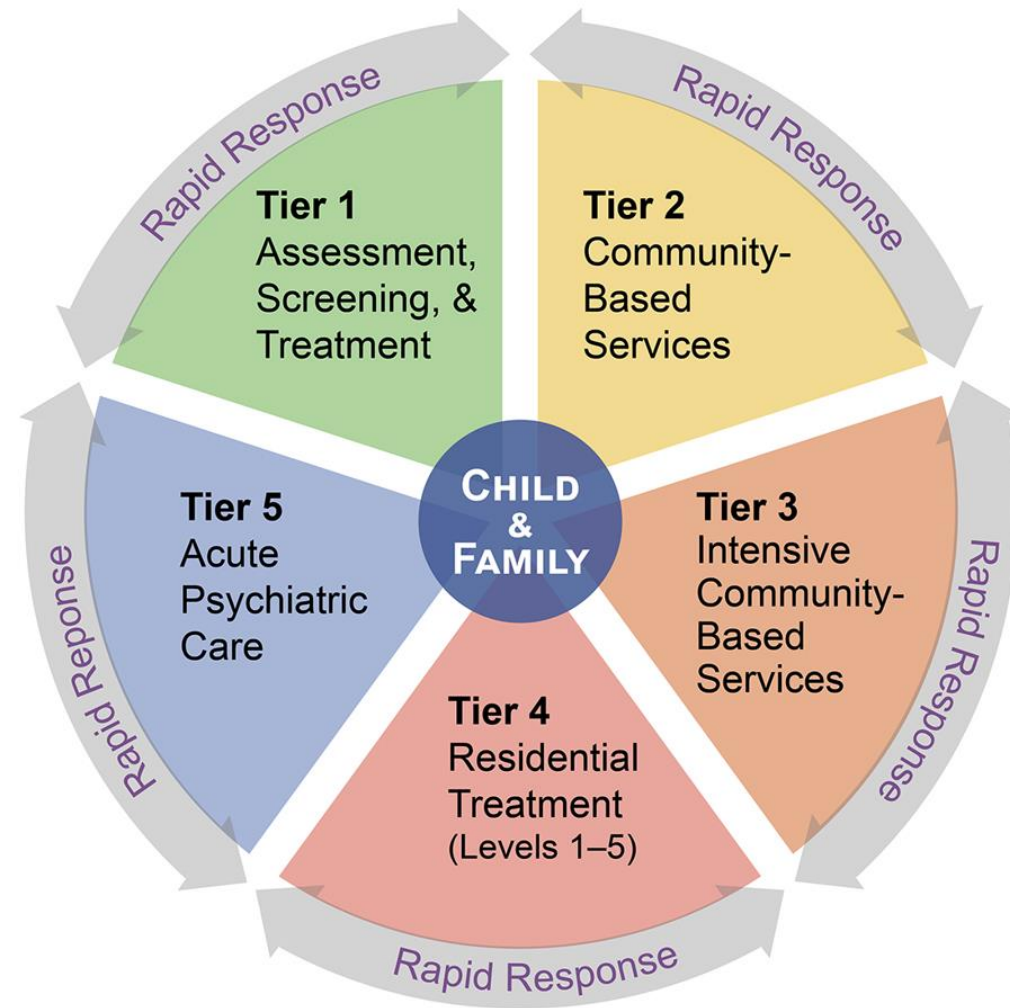 Rapid Response
Rapid Response
Tier 1
Assessment,
Screening, &
Treatment
Tier 2
Community-
Based
Services
CHILD
&
FAMILY
Tier 5
Acute
Psychiatric
Care
Tier 3
Intensive
Community-
Based
Services
Rapid Response
Rapid Response
Tier 4
Residential
Treatment
(Levels 1–5)
Rapid Response